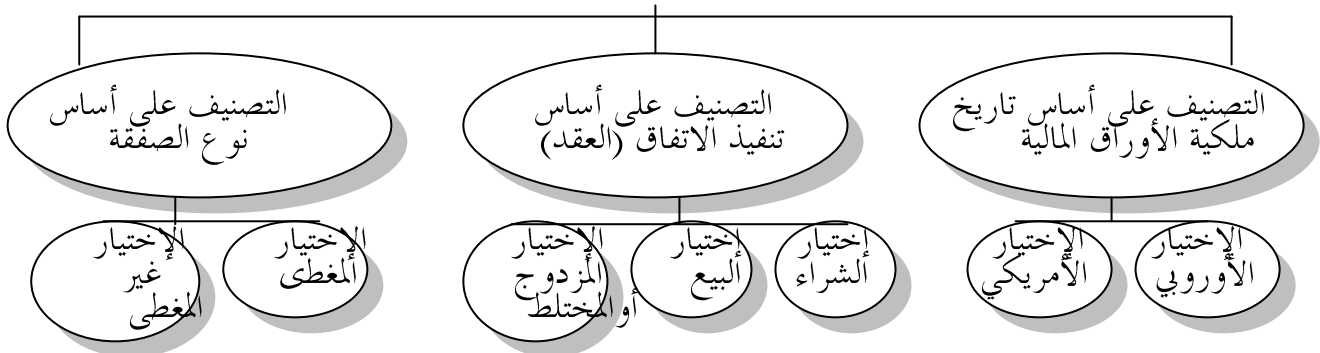 التصنيف على أساس تاريخ
ملكية الأوراق المالية
التصنيف على أساس
تنفيذ الاتفاق (العقد)
التصنيف على أساس
نوع الصفقة
الإختيار
الأوروبي
الإختيار
الأمريكي
إختيار
الشراء
إختيار
البيع
الإختيار
المزدوج
أو المختلط
الاختيار
المغطى
الإختيار
غير
المغطى